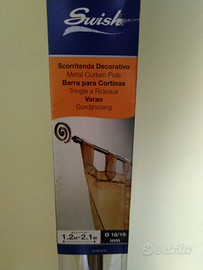 Swish
Scorritenda Decorativo
Metal Curtain Pole
Barra para Cortinas
Tringle à Rideaux
Varao
Gordijnstang
1.2M-2.1M
Ø 16/19
mm
Subito